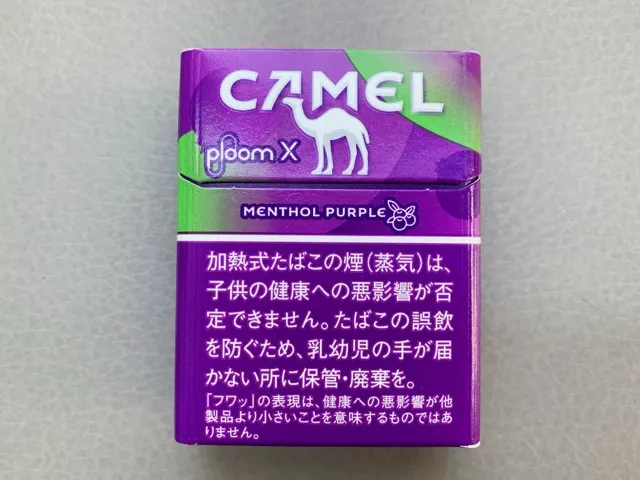 CAMEL
ploom X
MENTHOL PURPLE
加熱式たばこの煙(蒸気)は、
子供の健康への悪影響が否
定できません。たばこの誤飲
を防ぐため、乳幼児の手が届
かない所に保管・廃棄を。
「フワッ」の表現は、健康への悪影響が他
製品より小さいことを意味するものではあ
りません。